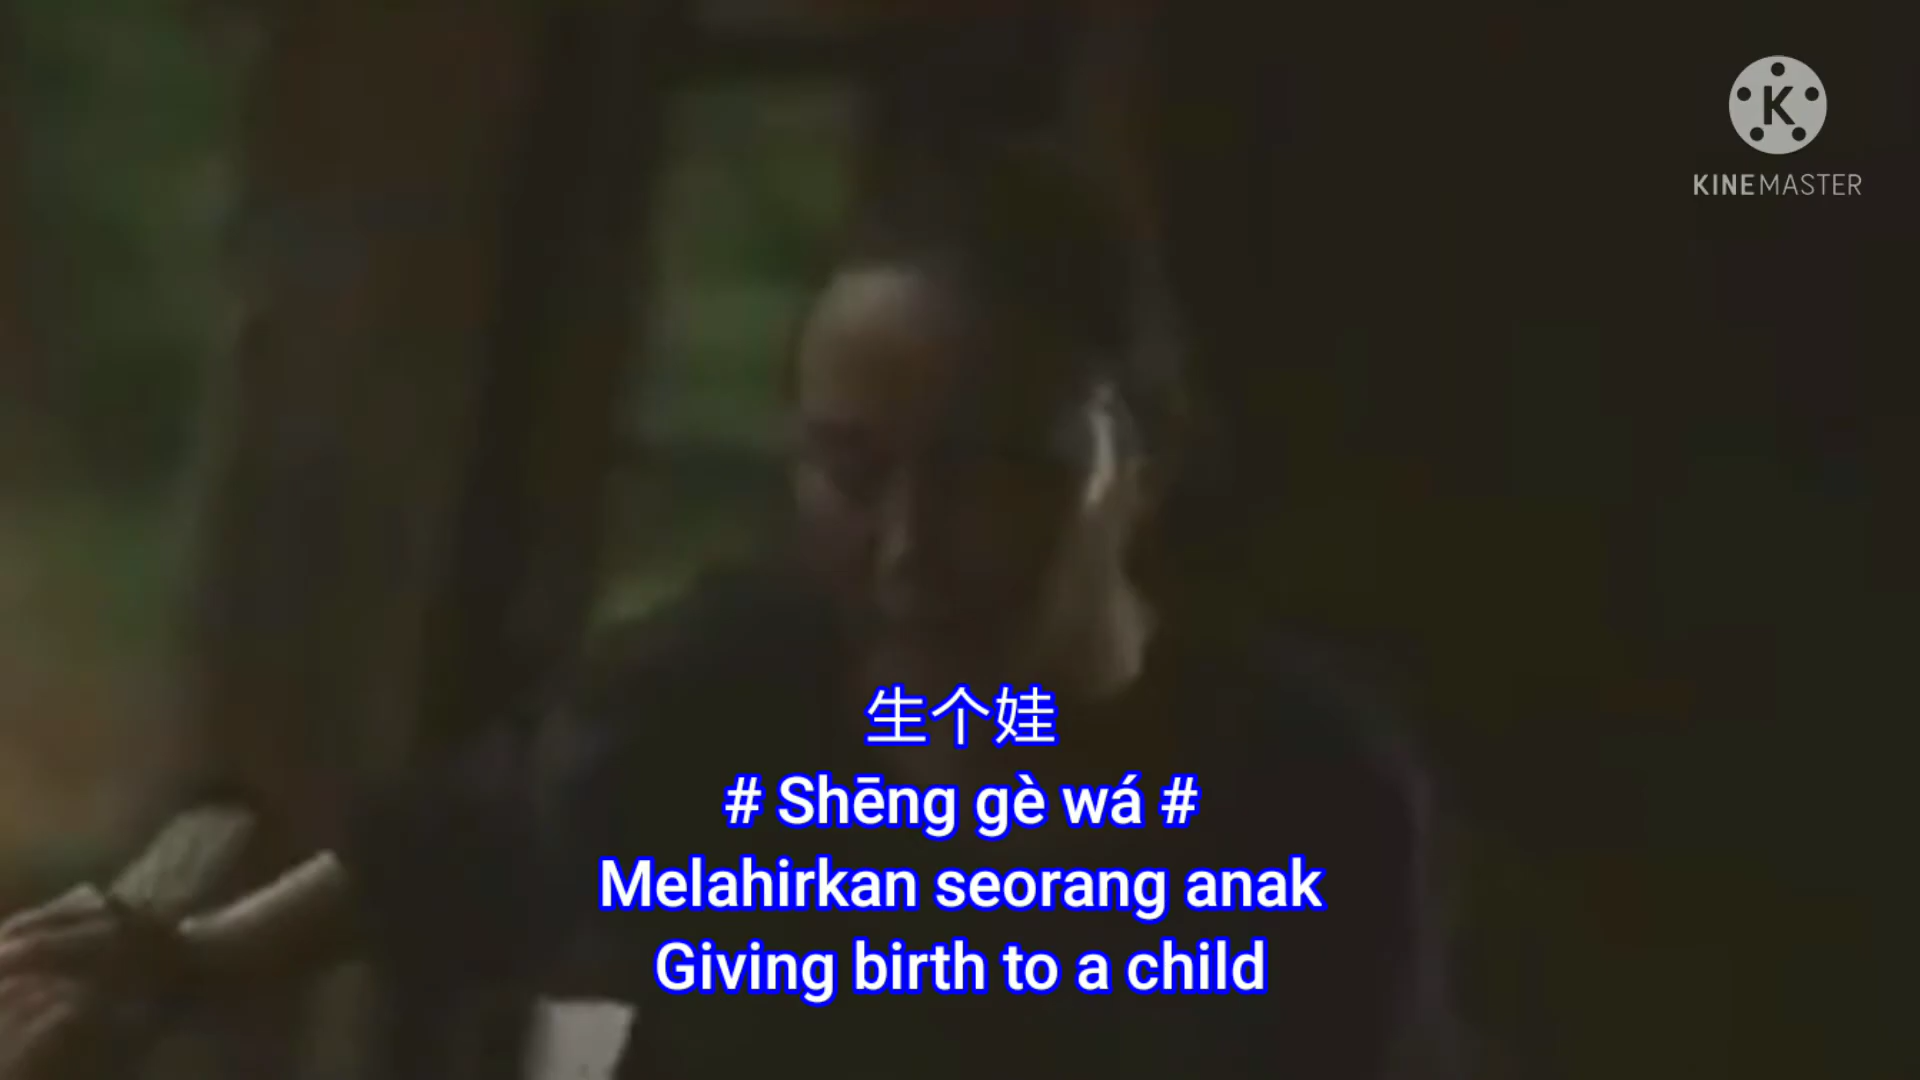 K
KINEMASTER
生个娃
# Shēng gè wá #
Melahirkan seorang anak
Giving birth to a child